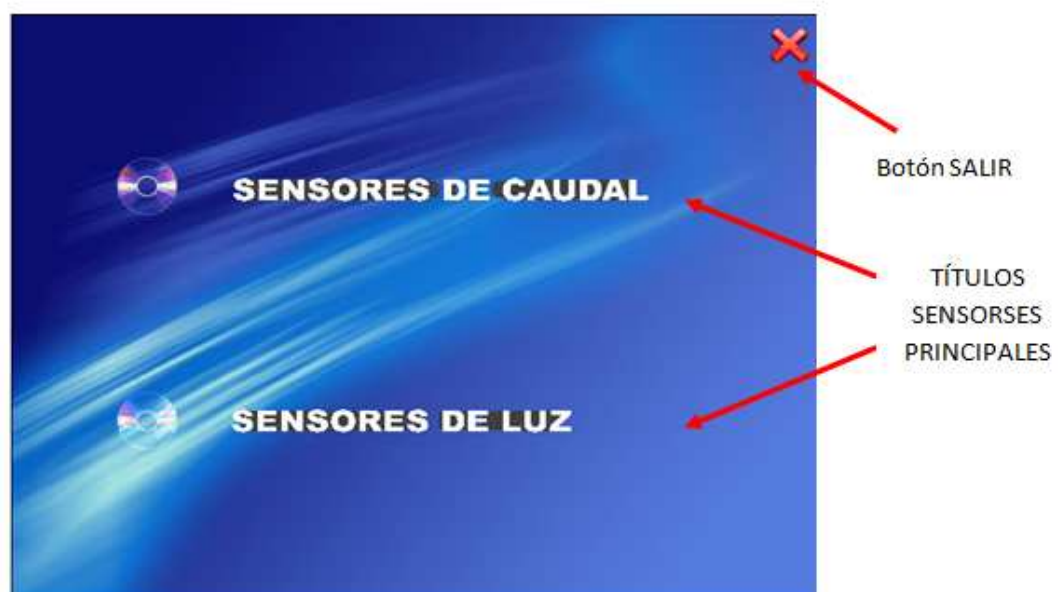 SENSORES DE CAUDAL
Botón SALIR
TÍTULOS
SENSORSES
PRINCIPALES
SENSORES DE LUZ